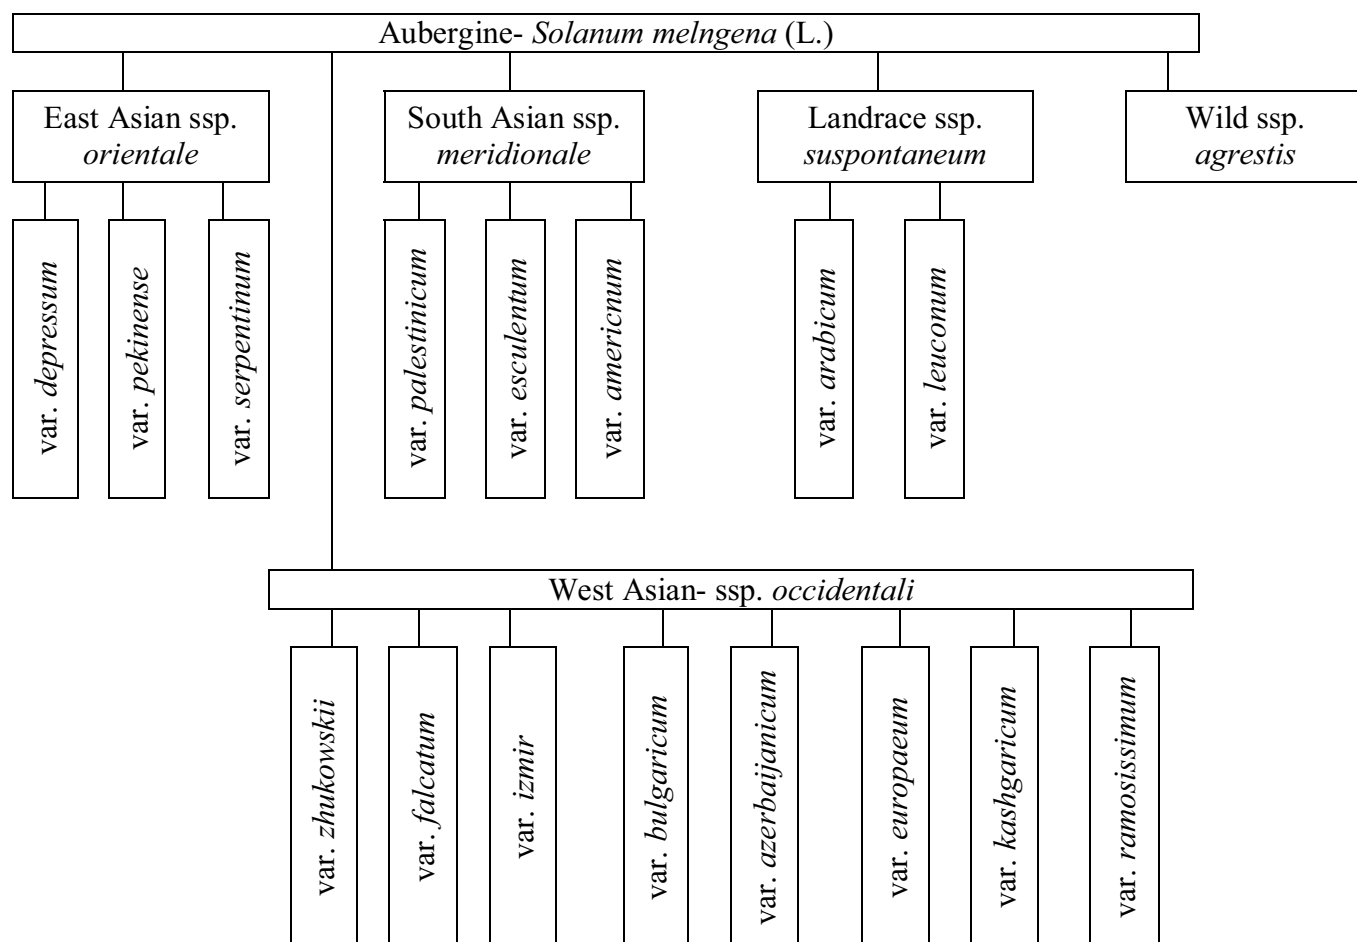 Aubergine- Solanum melngena (L.)
East Asian ssp.
orientale
South Asian ssp.
meridionale
Landrace ssp.
suspontaneum
Wild ssp.
agrestis
var. depressum
var. pekinense
var. serpentinum
var. palestinicum
var. esculentum
var. americnum
var. arabicum
var. leuconum
West Asian- ssp. occidentali
var. zhukowskii
var. falcatum
var. izmir
var. bulgaricum
var. azerbaijanicum
var. europaeum
var. kashgaricum
var. ramosissimum